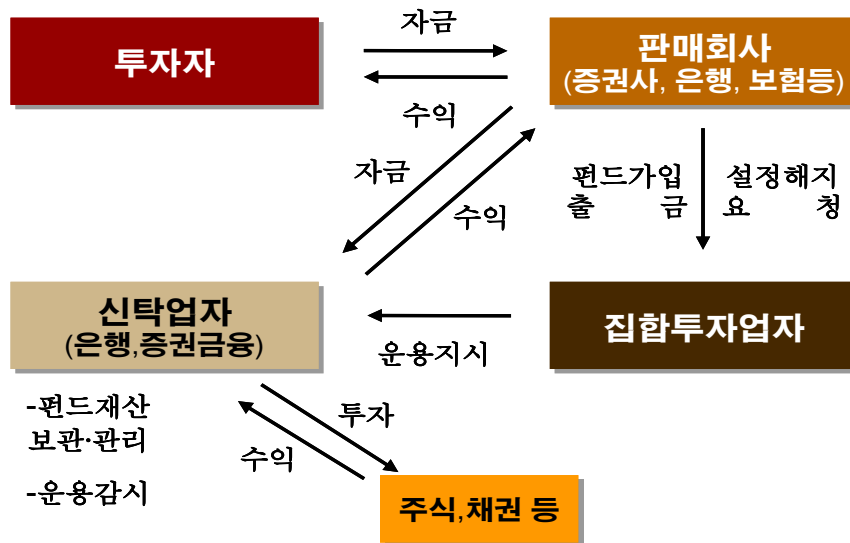 자금
투자자
판매회사
(증권사, 은행, 보험등)
수익
자금
수익
펀드가입 설정해지
출 금 요 청
신탁업자
(은행,증권금융)
집합투자업자
운용지시
-펀드재산
보관·관리
-운용감시
투자
수익
주식,채권 등